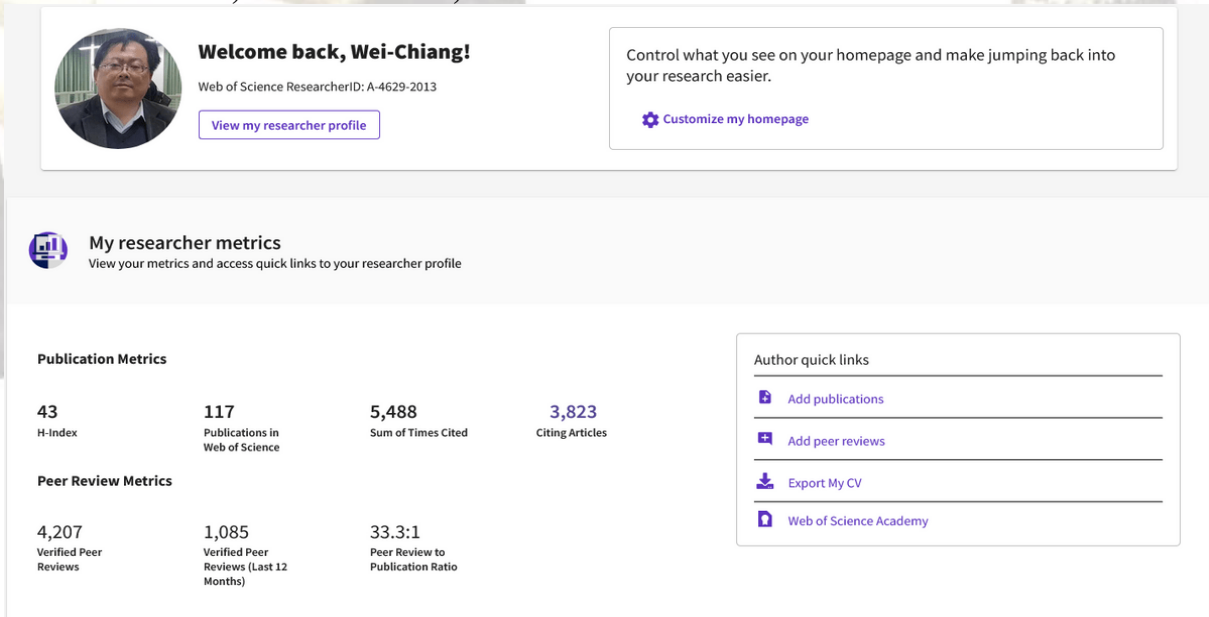 Welcome back, Wei-Chiang!
Web of Science ResearcherID: A-4629-2013
View my researcher profile
Control what you see on your homepage and make jumping back into
your research easier.
Customize my homepage
My researcher metrics
View your metrics and access quick links to your researcher profile
Publication Metrics
43
H-Index
117
Publications in
Web of Science
5,488
Sum of Times Cited
3,823
Citing Articles
Peer Review Metrics
4,207
Verified Peer
Reviews
1,085
Verified Peer
Reviews (Last 12
Months)
33.3:1
Peer Review to
Publication Ratio
Author quick links
Add publications
Add peer reviews
Export My CV
Web of Science Academy